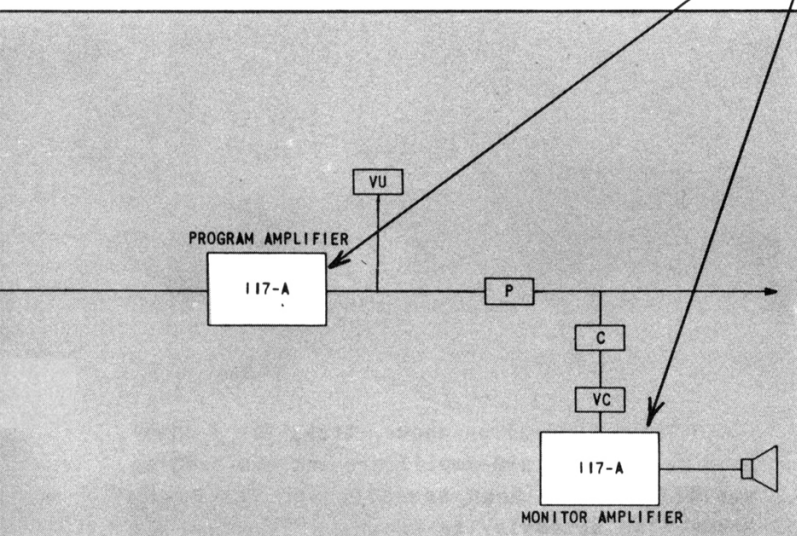 VU
PROGRAM AMPLIFIER
117-A
P
C
VC
117-A
MONITOR AMPLIFIER